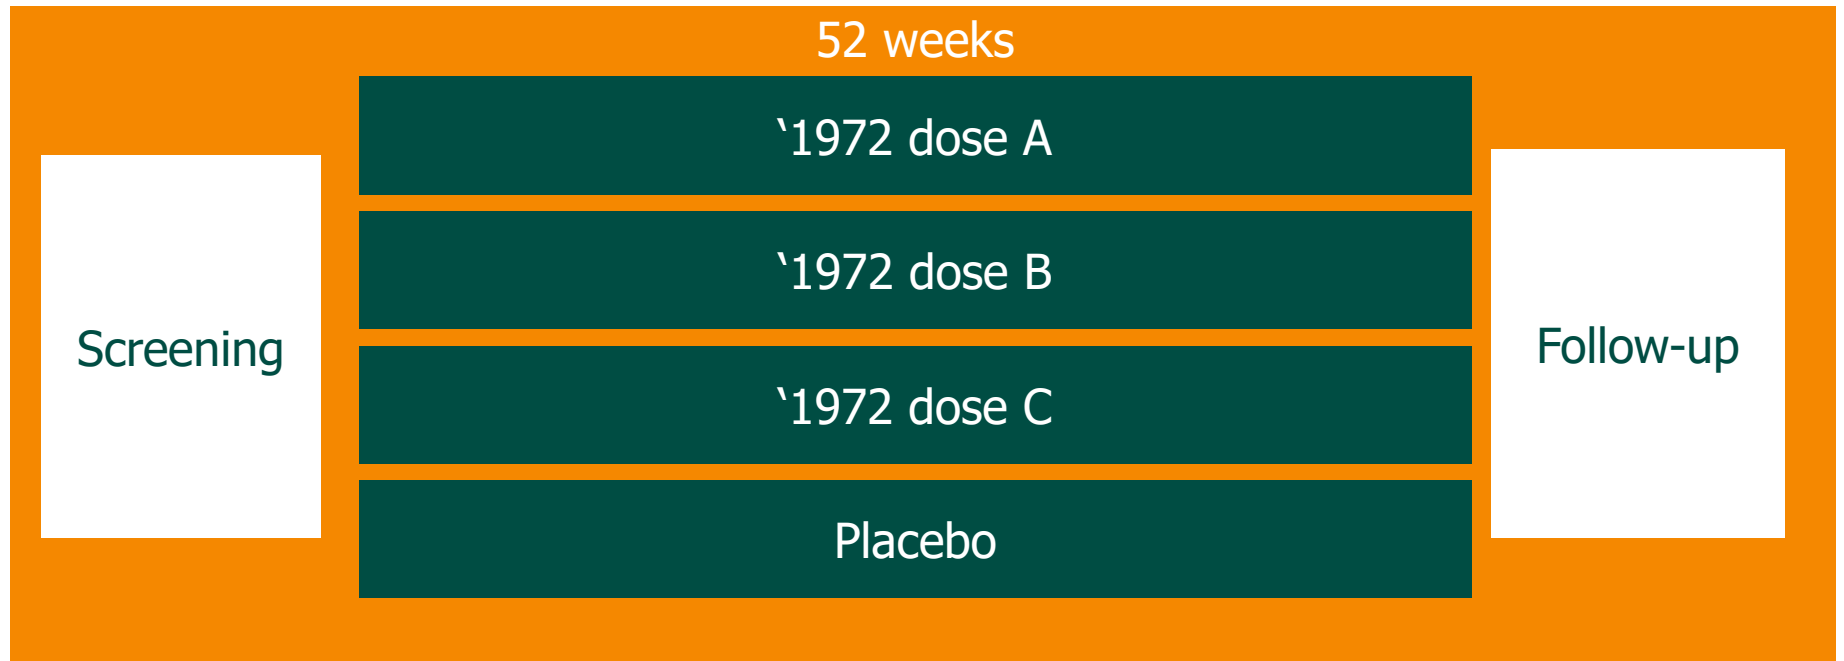 52 weeks
Screening
‘1972 dose A
‘1972 dose B
‘1972 dose C
Placebo
Follow-up